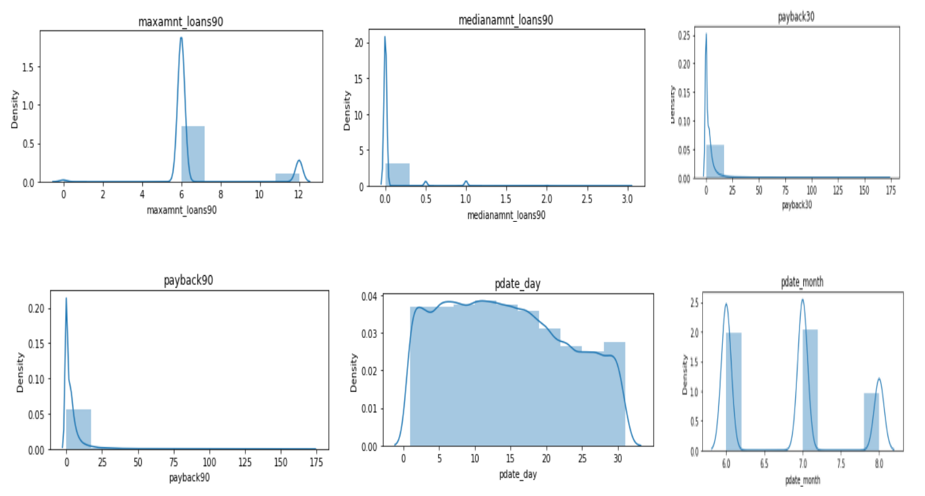 maxamnt_loans90
Density
1.5
1.0
0.5
0.0
0 2 4 6 8 10 12
maxamnt_loans90
medianamnt_loans90
Density
20
15
10
5
0
0.0 0.5 1.0 1.5 2.0 2.5 3.0
medianamnt_loans90
payback30
Density
0.25
0.20
0.15
0.10
0.05
0.00
0 25 50 75 100 125 150 175
payback30
payback90
Density
0.20
0.15
0.10
0.05
0.00
0 25 50 75 100 125 150 175
payback90
pdate_day
Density
0.04
0.03
0.02
0.01
0.00
0 5 10 15 20 25 30
pdate_day
pdate_month
Density
2.5
2.0
1.5
1.0
0.5
0.0
6.0 6.5 7.0 7.5 8.0
pdate_month